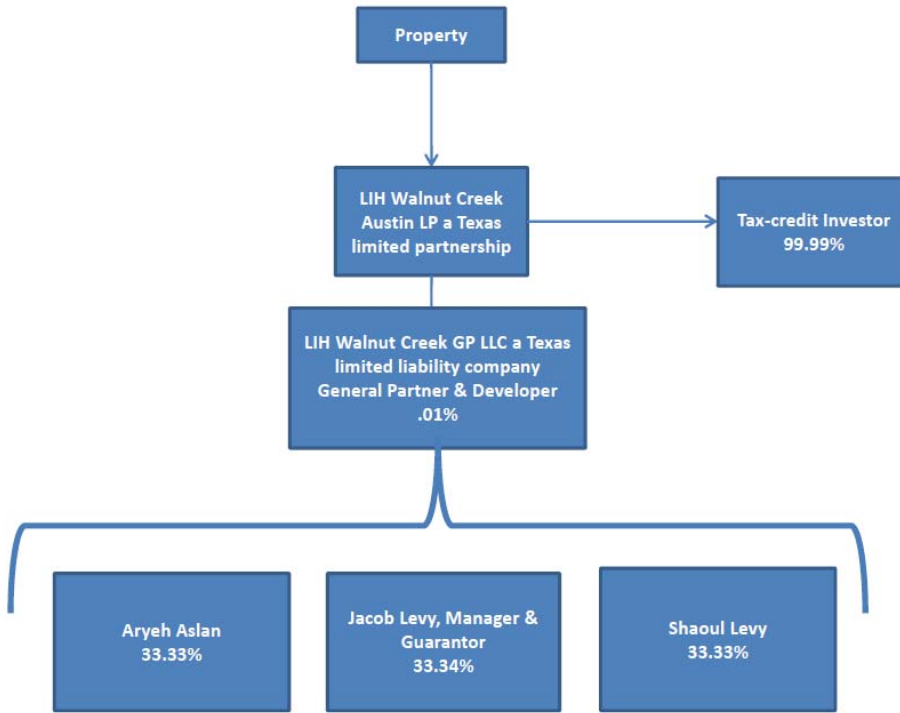 Property
LIH Walnut Creek
Austin LP a Texas
limited partnership
Tax-credit Investor
99.99%
LIH Walnut Creek GP LLC a Texas
limited liability company
General Partner & Developer
.01%
Aryeh Aslan
33.33%
Jacob Levy, Manager &
Guarantor
33.34%
Shaoul Levy
33.33%